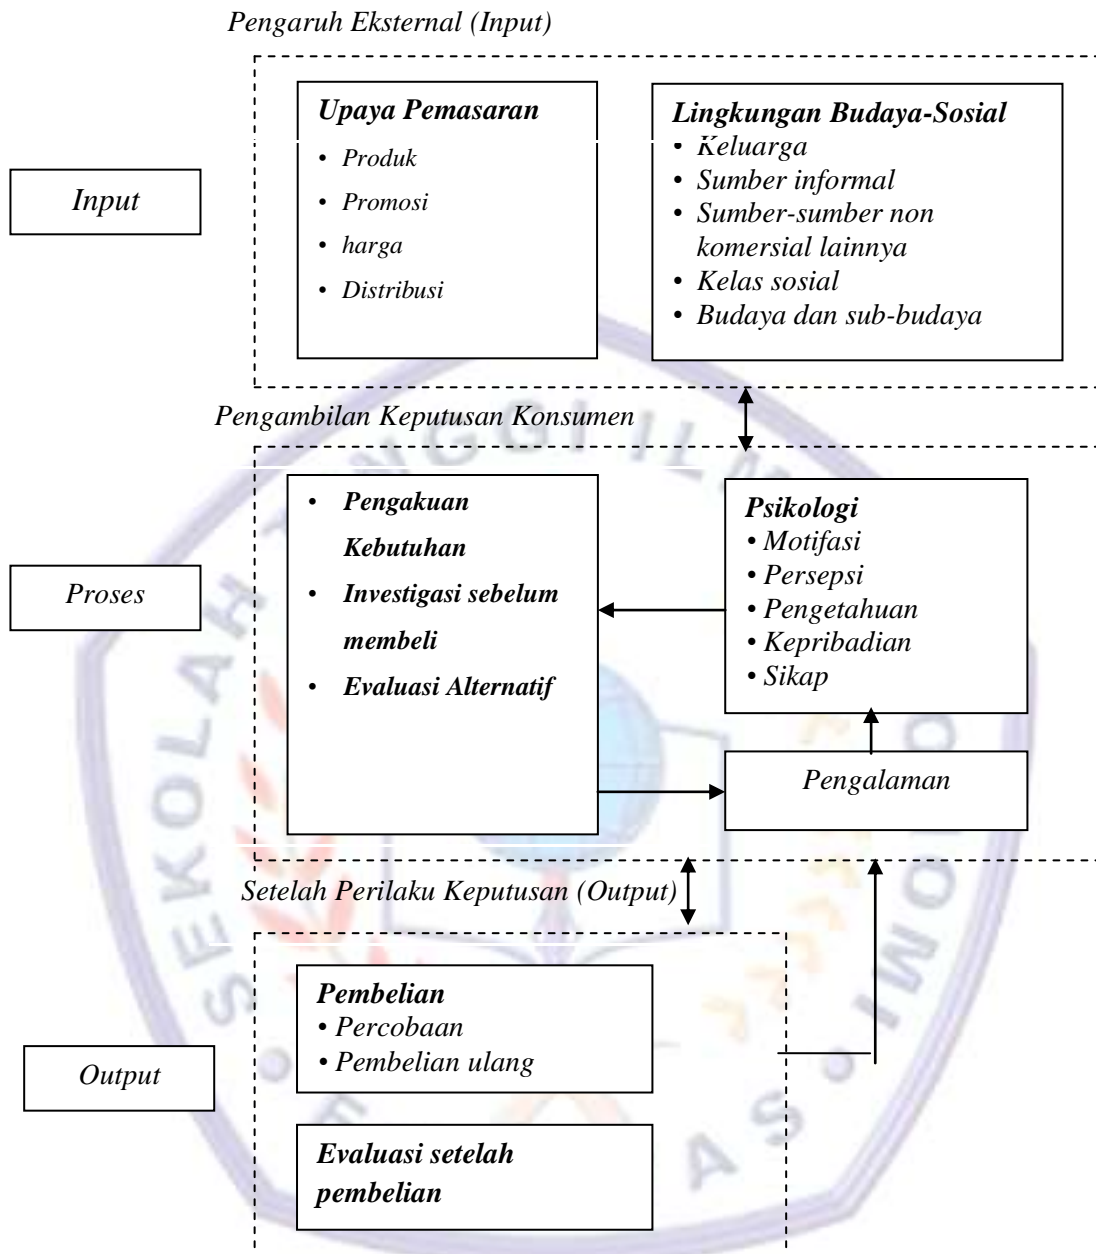 Pengaruh Eksternal (Input)
Input
Upaya Pemasaran
• Produk
• Promosi
• harga
• Distribusi
Lingkungan Budaya-Sosial
• Keluarga
• Sumber informal
• Sumber-sumber non
komersial lainnya
• Kelas sosial
• Budaya dan sub-budaya
Pengambilan Keputusan Konsumen
Proses
• Pengakuan
Kebutuhan
• Investigasi sebelum
membeli
• Evaluasi Alternatif
Psikologi
• Motifasi
• Persepsi
• Pengetahuan
• Kepribadian
• Sikap
Pengalaman
Setelah Perilaku Keputusan (Output)
Output
Pembelian
• Percobaan
• Pembelian ulang
Evaluasi setelah
pembelian
SEKOLAH